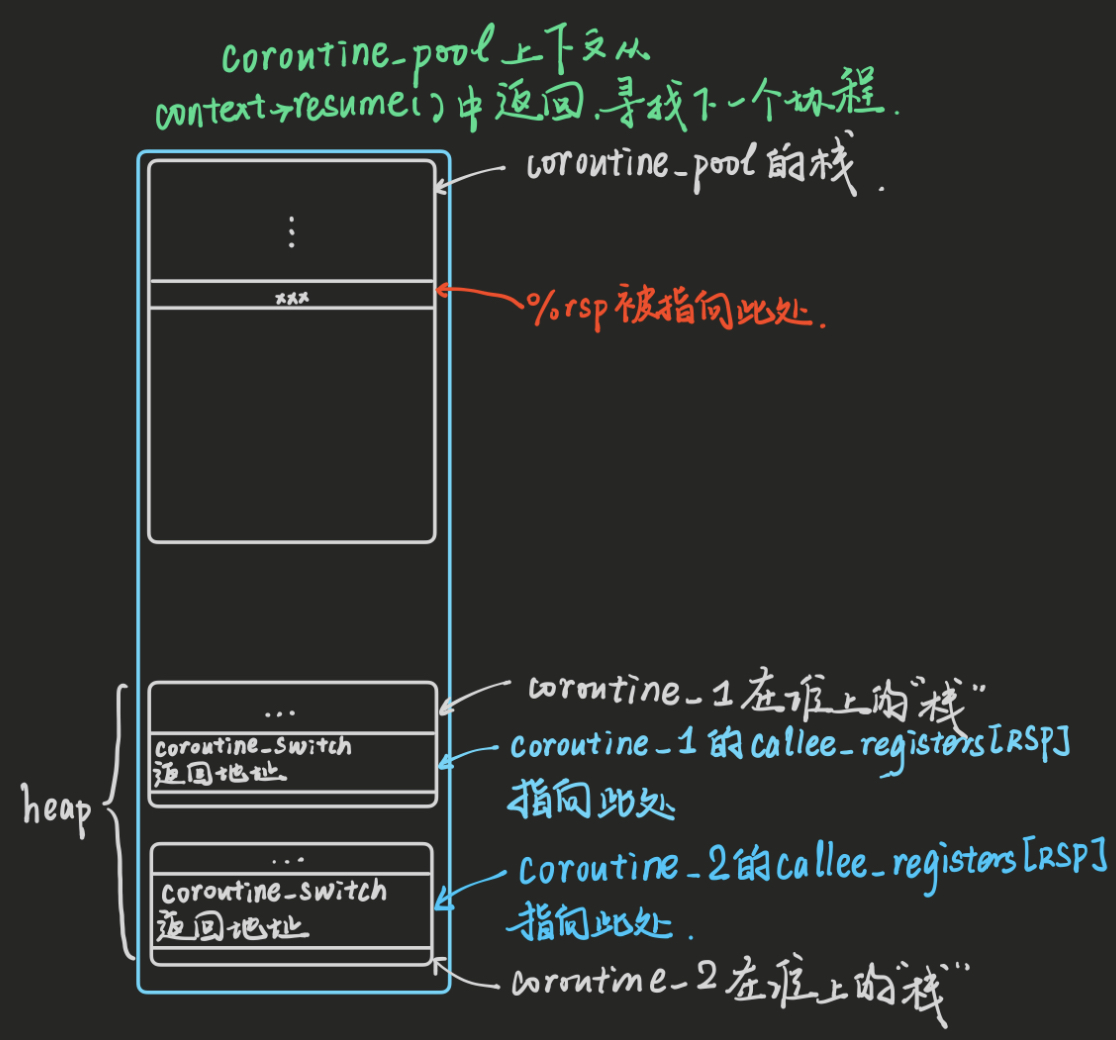 coroutine_pool上下文从
context→resume()中返回,寻找下一个协程.
coroutine_pool的栈.
⋮
xxx
%rsp被指向此处.
heap
...
coroutine_1在堆上的“栈”
coroutine_switch
返回地址
coroutine_1的callee_registers[RSP]
指向此处
...
coroutine_switch
返回地址
coroutine_2的callee_registers[RSP]
指向此处.
coroutine_2在堆上的“栈”